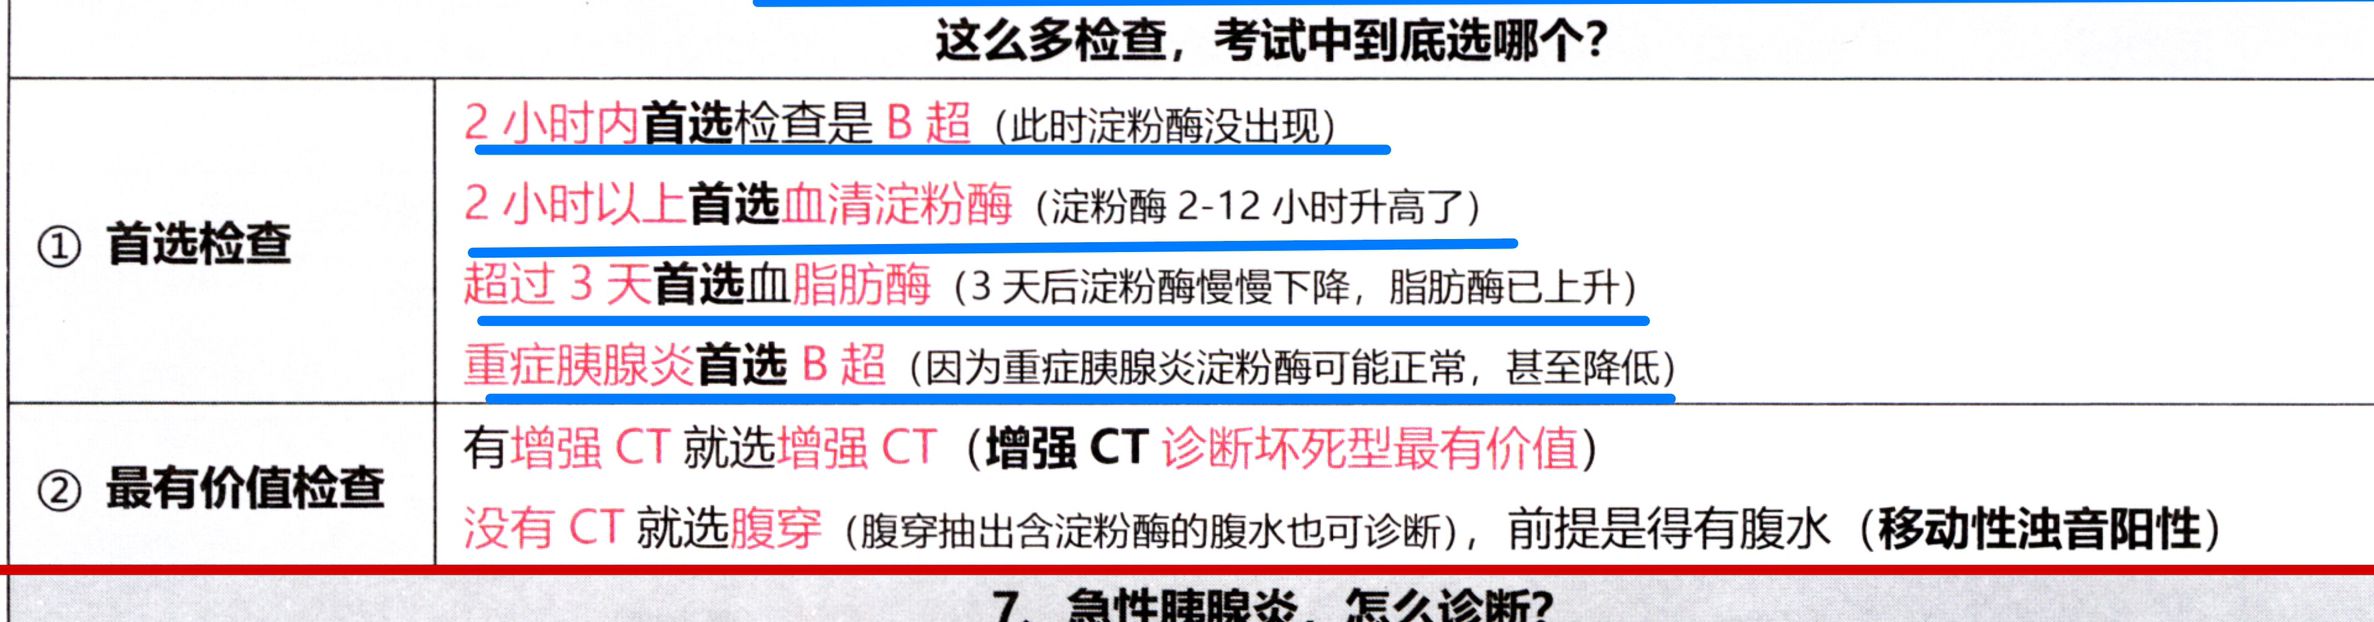 这么多检查，考试中到底选哪个？
① 首选检查
2 小时内首选检查是 B 超（此时淀粉酶没出现）
2 小时以上首选血清淀粉酶（淀粉酶 2-12 小时升高了）
超过 3 天首选血脂肪酶（3 天后淀粉酶慢慢下降，脂肪酶已上升）
重症胰腺炎首选 B 超（因为重症胰腺炎淀粉酶可能正常，甚至降低）
② 最有价值检查
有增强 CT 就选增强 CT（增强 CT 诊断坏死型最有价值）
没有 CT 就选腹穿（腹穿抽出含淀粉酶的腹水也可诊断），前提是得有腹水（移动性浊音阳性）
7、急性胰腺炎，怎么诊断？